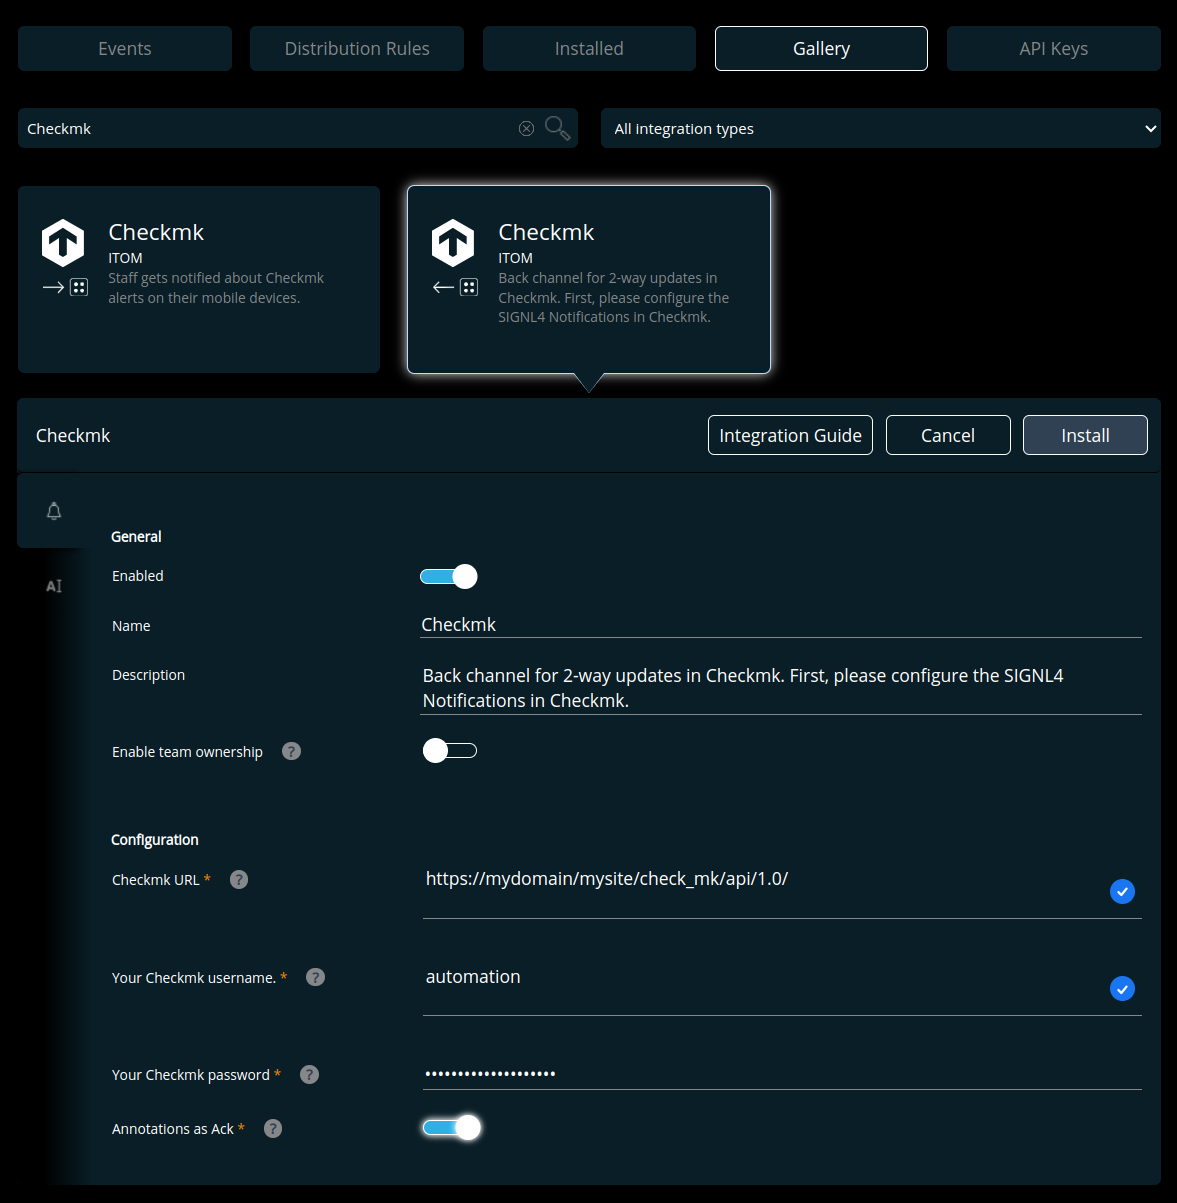 Events
Distribution Rules
Installed
Gallery
API Keys
Checkmk
All integration types
Checkmk
ITOM
Staff gets notified about Checkmk
alerts on their mobile devices.
Checkmk
ITOM
Back channel for 2-way updates in
Checkmk. First, please configure the
SIGNL4 Notifications in Checkmk.
Checkmk
Integration Guide
Cancel
Install
AI
General
Enabled
Name
Checkmk
Description
Back channel for 2-way updates in Checkmk. First, please configure the SIGNL4
Notifications in Checkmk.
Enable team ownership ?
Configuration
Checkmk URL * ?
https://mydomain/mysite/check_mk/api/1.0/
Your Checkmk username. * ?
automation
Your Checkmk password * ?
••••••••••••••••••••
Annotations as Ack * ?